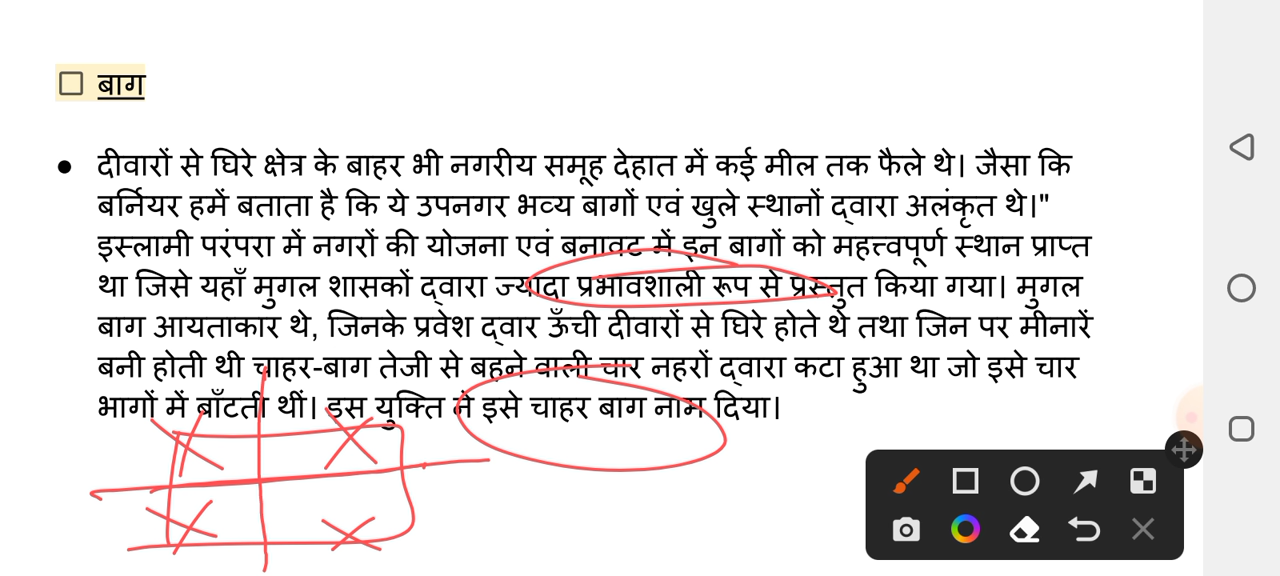 बाग
दीवारों से घिरे क्षेत्र के बाहर भी नगरीय समूह देहात में कई मील तक फैले थे। जैसा कि
बर्नियर हमें बताता है कि ये उपनगर भव्य बागों एवं खुले स्थानों द्वारा अलंकृत थे।"
इस्लामी परंपरा में नगरों की योजना एवं बनावट में इन बागों को महत्त्वपूर्ण स्थान प्राप्त
था जिसे यहाँ मुगल शासकों द्वारा ज्यादा प्रभावशाली रूप से प्रस्तुत किया गया। मुगल
बाग आयताकार थे, जिनके प्रवेश द्वार ऊँची दीवारों से घिरे होते थे तथा जिन पर मीनारें
बनी होती थी चाहर-बाग तेजी से बहने वाली चार नहरों द्वारा कटा हुआ था जो इसे चार
भागों में बाँटती थीं। इस युक्ति ने इसे चाहर बाग नाम दिया।